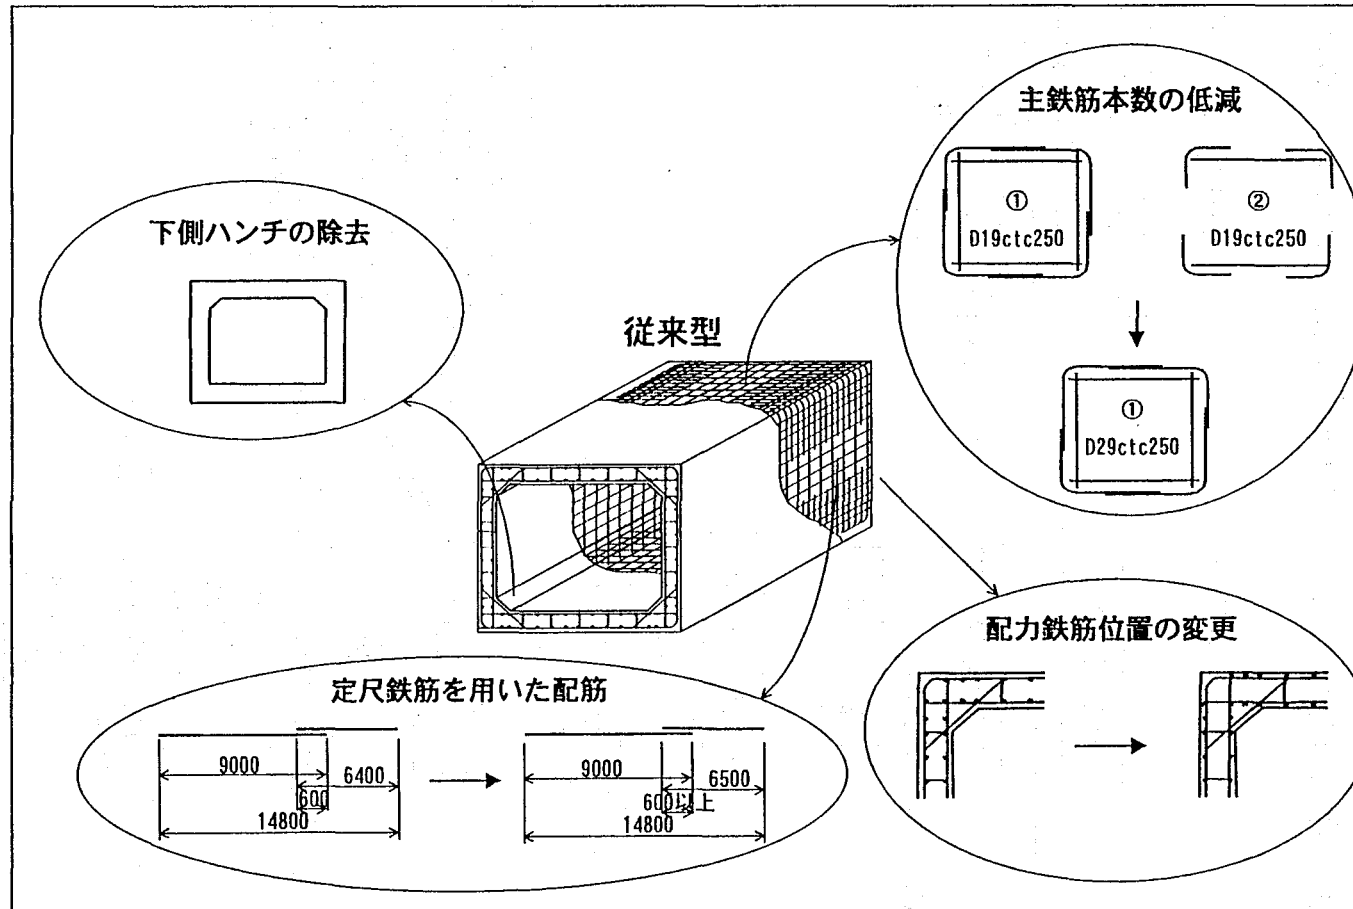 主鉄筋本数の低減
①
D19ctc250
②
D19ctc250
①
D29ctc250
下側ハンチの除去
従来型
配力鉄筋位置の変更
定尺鉄筋を用いた配筋
9000
6400
600
14800
9000
6500
600以上
14800